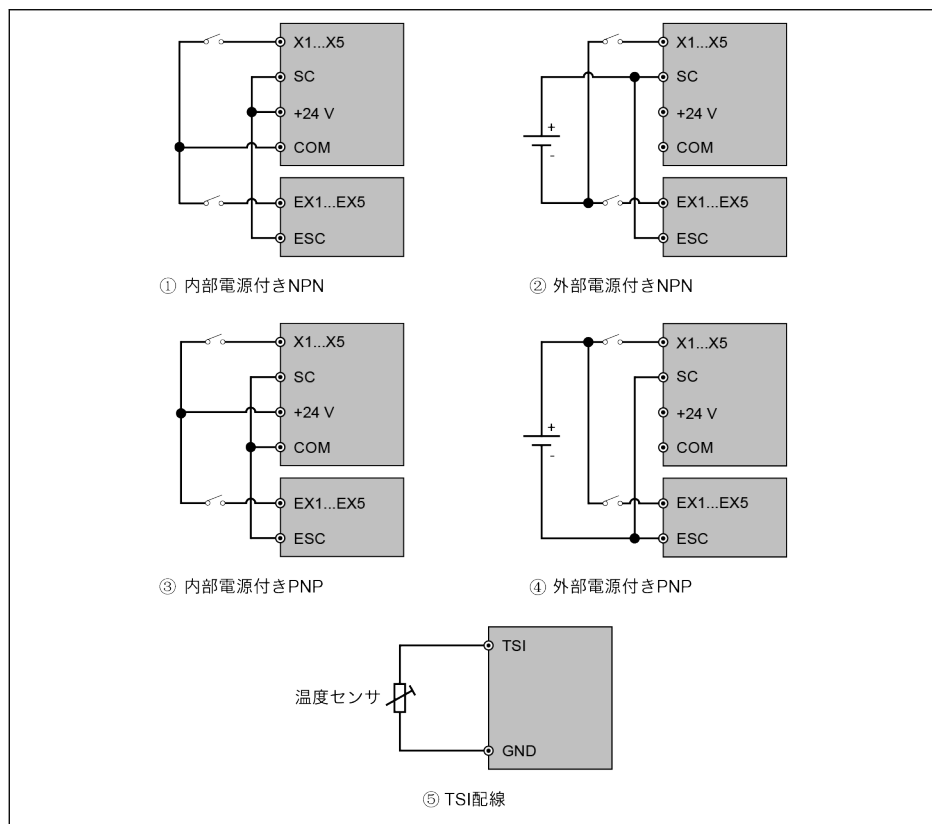 X1...X5
SC
+24 V
COM
EX1...EX5
ESC
① 内部電源付きNPN
X1...X5
SC
+24 V
COM
+
-
EX1...EX5
ESC
② 外部電源付きNPN
X1...X5
SC
+24 V
COM
EX1...EX5
ESC
③ 内部電源付きPNP
X1...X5
SC
+24 V
COM
+
-
EX1...EX5
ESC
④ 外部電源付きPNP
TSI
温度センサ
GND
⑤ TSI配線